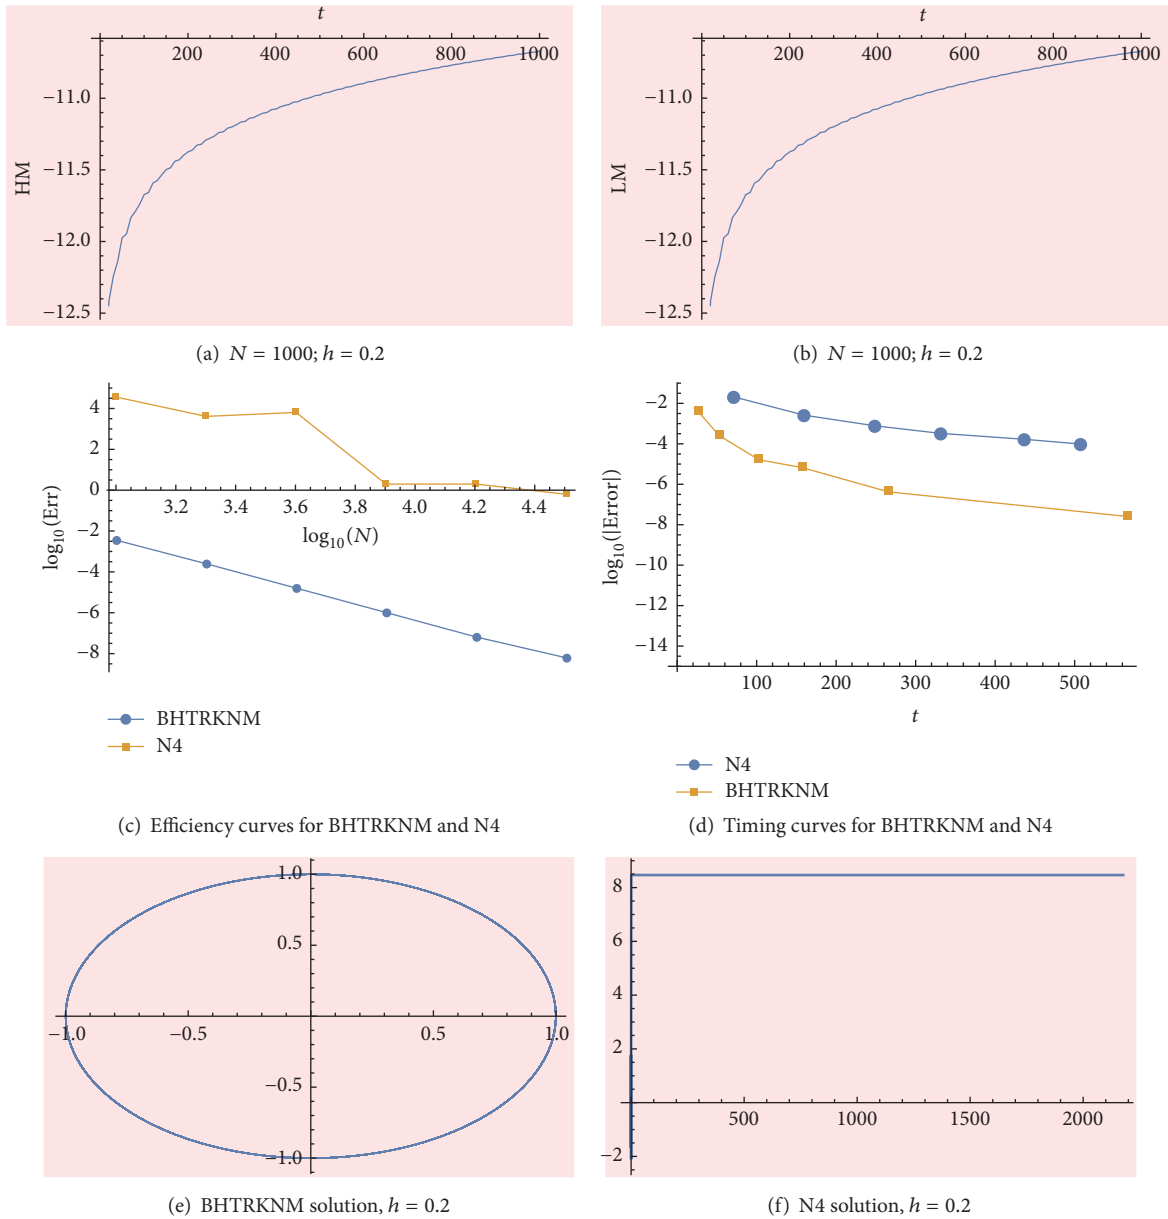 t
200 400 600 800 1000
−11.0
−11.5
−12.0
−12.5
HM
(a) N = 1000; h = 0.2
t
200 400 600 800 1000
−11.0
−11.5
−12.0
−12.5
LM
(b) N = 1000; h = 0.2
4
2
0
−2
−4
−6
−8
3.2 3.4 3.6 3.8 4.0 4.2 4.4
log₁₀(N)
log₁₀(Err)
BHTRKNM
N4
(c) Efficiency curves for BHTRKNM and N4
−2
−4
−6
−8
−10
−12
−14
100 200 300 400 500
t
log₁₀(|Error|)
N4
BHTRKNM
(d) Timing curves for BHTRKNM and N4
1.0
0.5
−1.0 −0.5 0.5 1.0
−0.5
−1.0
(e) BHTRKNM solution, h = 0.2
8
6
4
2
500 1000 1500 2000
−2
(f) N4 solution, h = 0.2